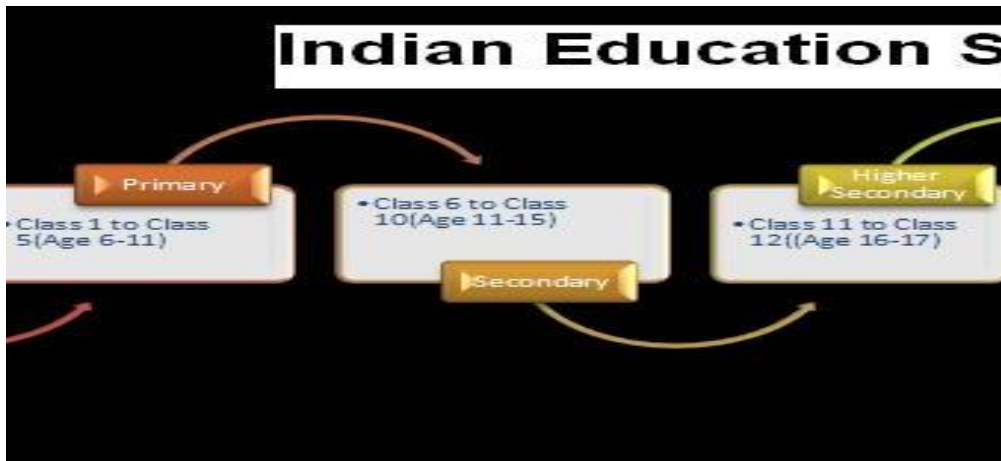 Indian Education S
Primary
• Class 1 to Class
5(Age 6-11)
• Class 6 to Class
10(Age 11-15)
Secondary
Higher
Secondary
• Class 11 to Class
12((Age 16-17)